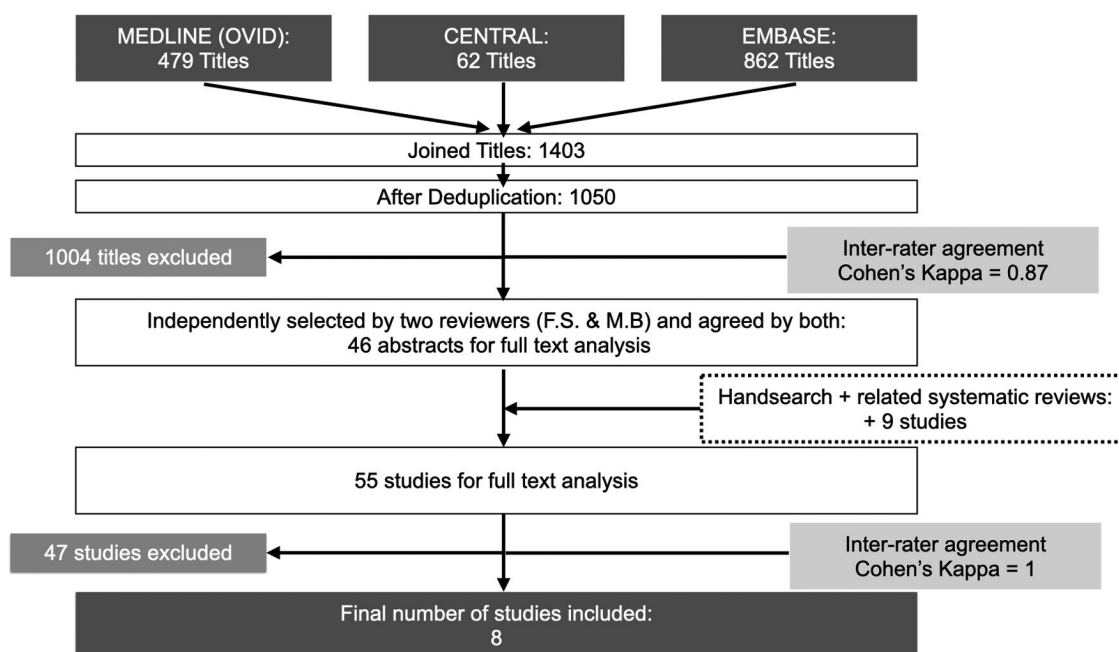 MEDLINE (OVID):
479 Titles
CENTRAL:
62 Titles
EMBASE:
862 Titles
Joined Titles: 1403
After Deduplication: 1050
1004 titles excluded
Inter-rater agreement
Cohen's Kappa = 0.87
Independently selected by two reviewers (F.S. & M.B) and agreed by both:
46 abstracts for full text analysis
Handsearch + related systematic reviews:
+ 9 studies
55 studies for full text analysis
47 studies excluded
Inter-rater agreement
Cohen's Kappa = 1
Final number of studies included:
8